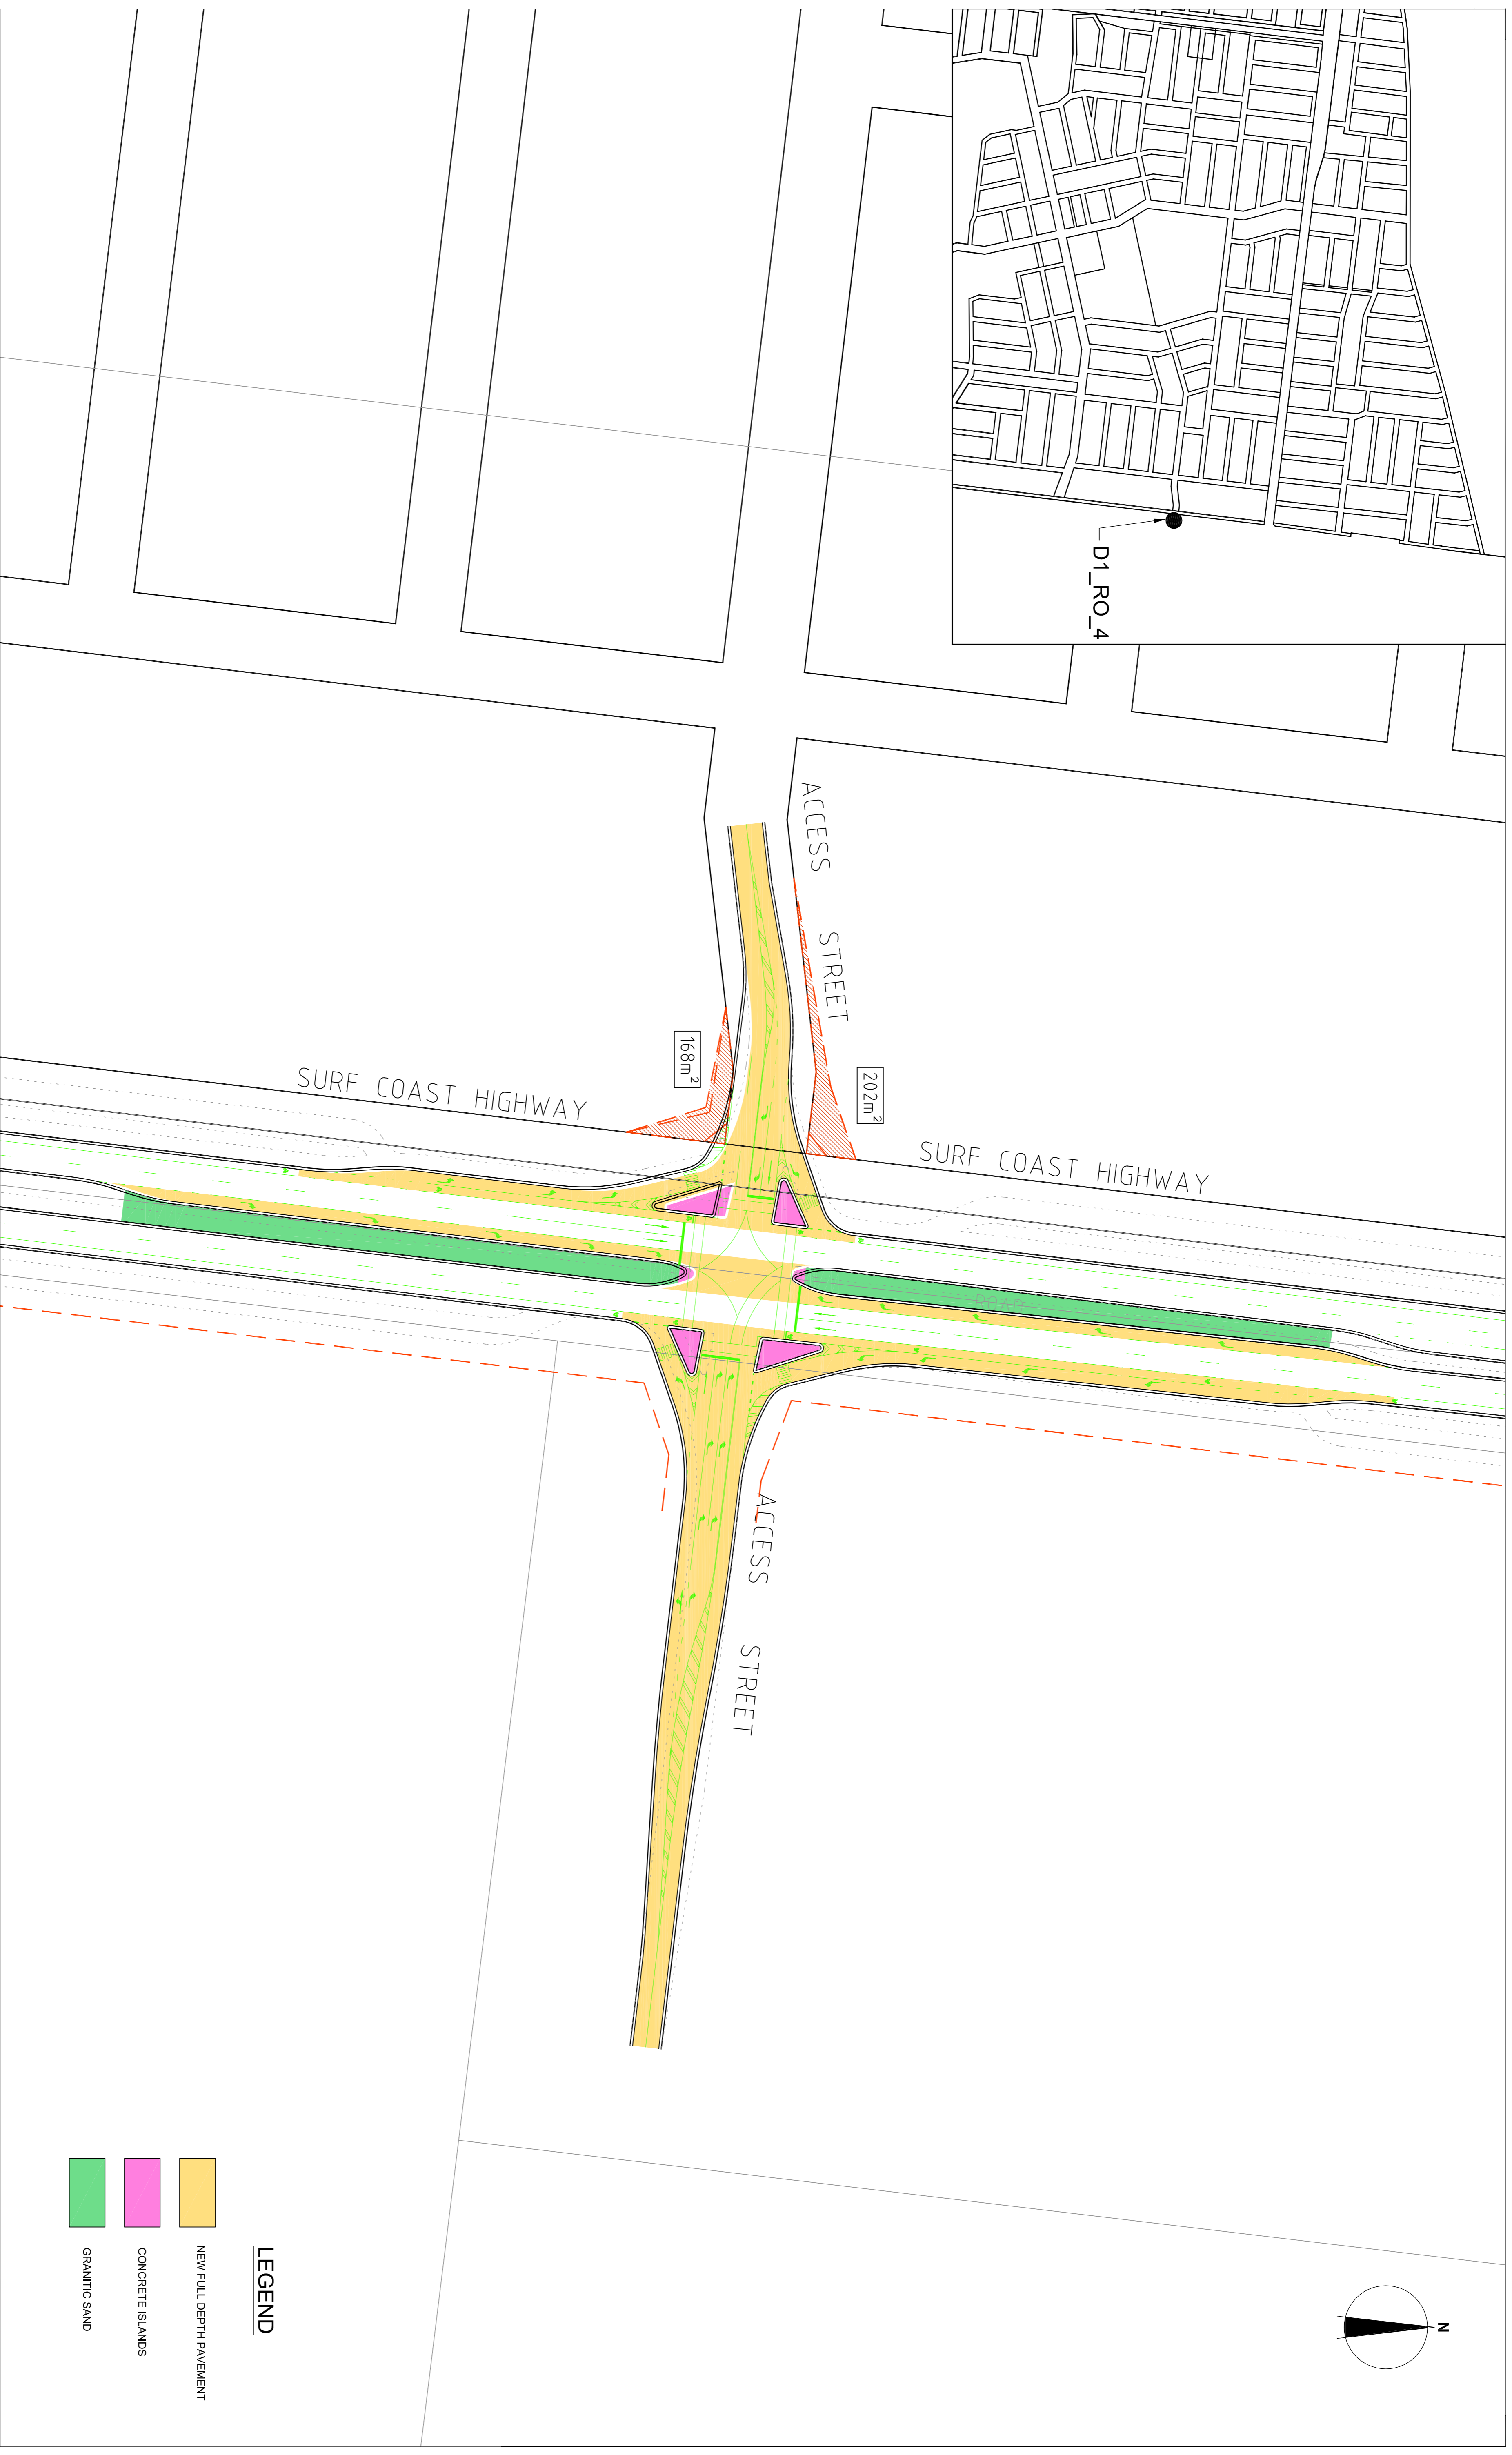 D1_RO_4
N
ACCESS STREET
202m²
168m²
SURF COAST HIGHWAY
SURF COAST HIGHWAY
ROAD
ACCESS STREET
LEGEND
NEW FULL DEPTH PAVEMENT
CONCRETE ISLANDS
GRANITIC SAND